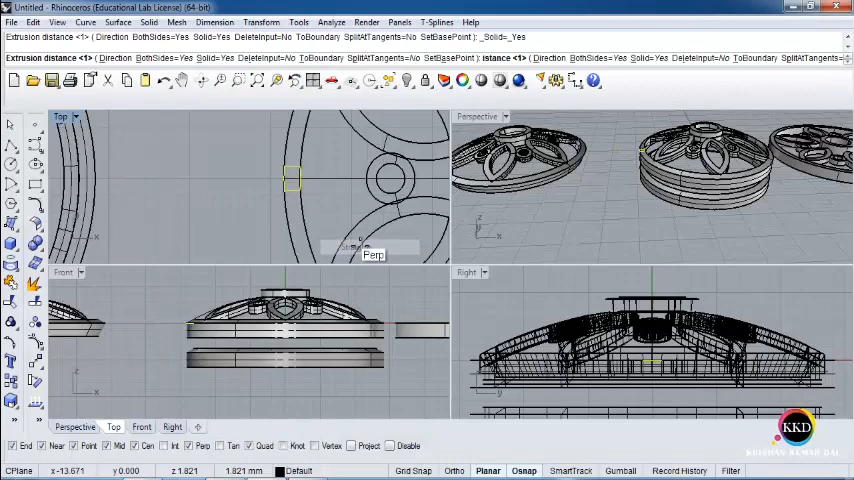 Untitled - Rhinoceros (Educational Lab License) (64-bit)
File Edit View Curve Surface Solid Mesh Dimension Transform Tools Analyze Render Panels T-Splines Help
Extrusion distance <1> ( Direction BothSides=Yes Solid=Yes DeleteInput=No ToBoundary SplitAtTangents=No SetBasePoint ): _Solid=_Yes
Extrusion distance <1> ( Direction BothSides=Yes Solid=Yes DeleteInput=No ToBoundary SplitAtTangents=No SetBasePoint ): istance <1> ( Direction BothSides=Yes Solid=Yes DeleteInput=No ToBoundary SplitAtTangents=
Top
Perspective
Perp
z
x
x
Front
Right
z
x
z
y
Perspective Top Front Right
KKD
KRISHAN KUMAR DAL
End Near Point Mid Cen Int Perp Tan Quad Knot Vertex Project Disable
CPlane x -13.671 y 0.000 z 1.821 1.821 mm Default Grid Snap Ortho Planar Osnap SmartTrack Gumball Record History Filter